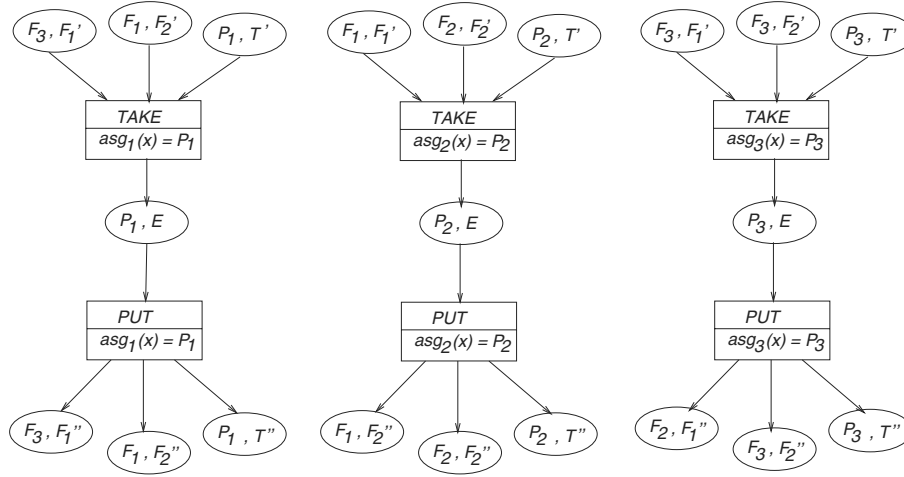 F3, F1' F1, F2' P1, T' F1, F1' F2, F2' P2, T' F3, F1' F3, F2' P3, T'
TAKE TAKE TAKE
asg1(x) = P1 asg2(x) = P2 asg3(x) = P3
P1, E P2, E P3, E
PUT PUT PUT
asg1(x) = P1 asg2(x) = P2 asg3(x) = P3
F3, F1'' F1, F2'' P1, T'' F1, F2'' F2, F2'' P2, T'' F2, F1'' F3, F2'' P3, T''